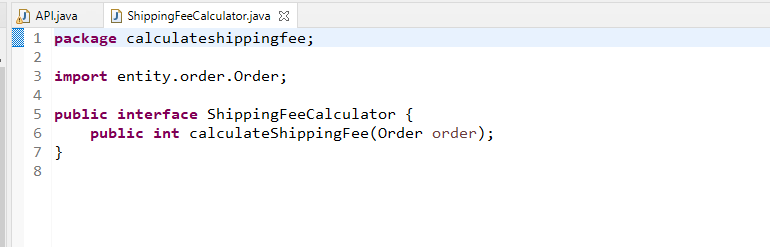 API.java ShippingFeeCalculator.java
1 package calculateshippingfee;
2
3 import entity.order.Order;
4
5 public interface ShippingFeeCalculator {
6     public int calculateShippingFee(Order order);
7 }
8